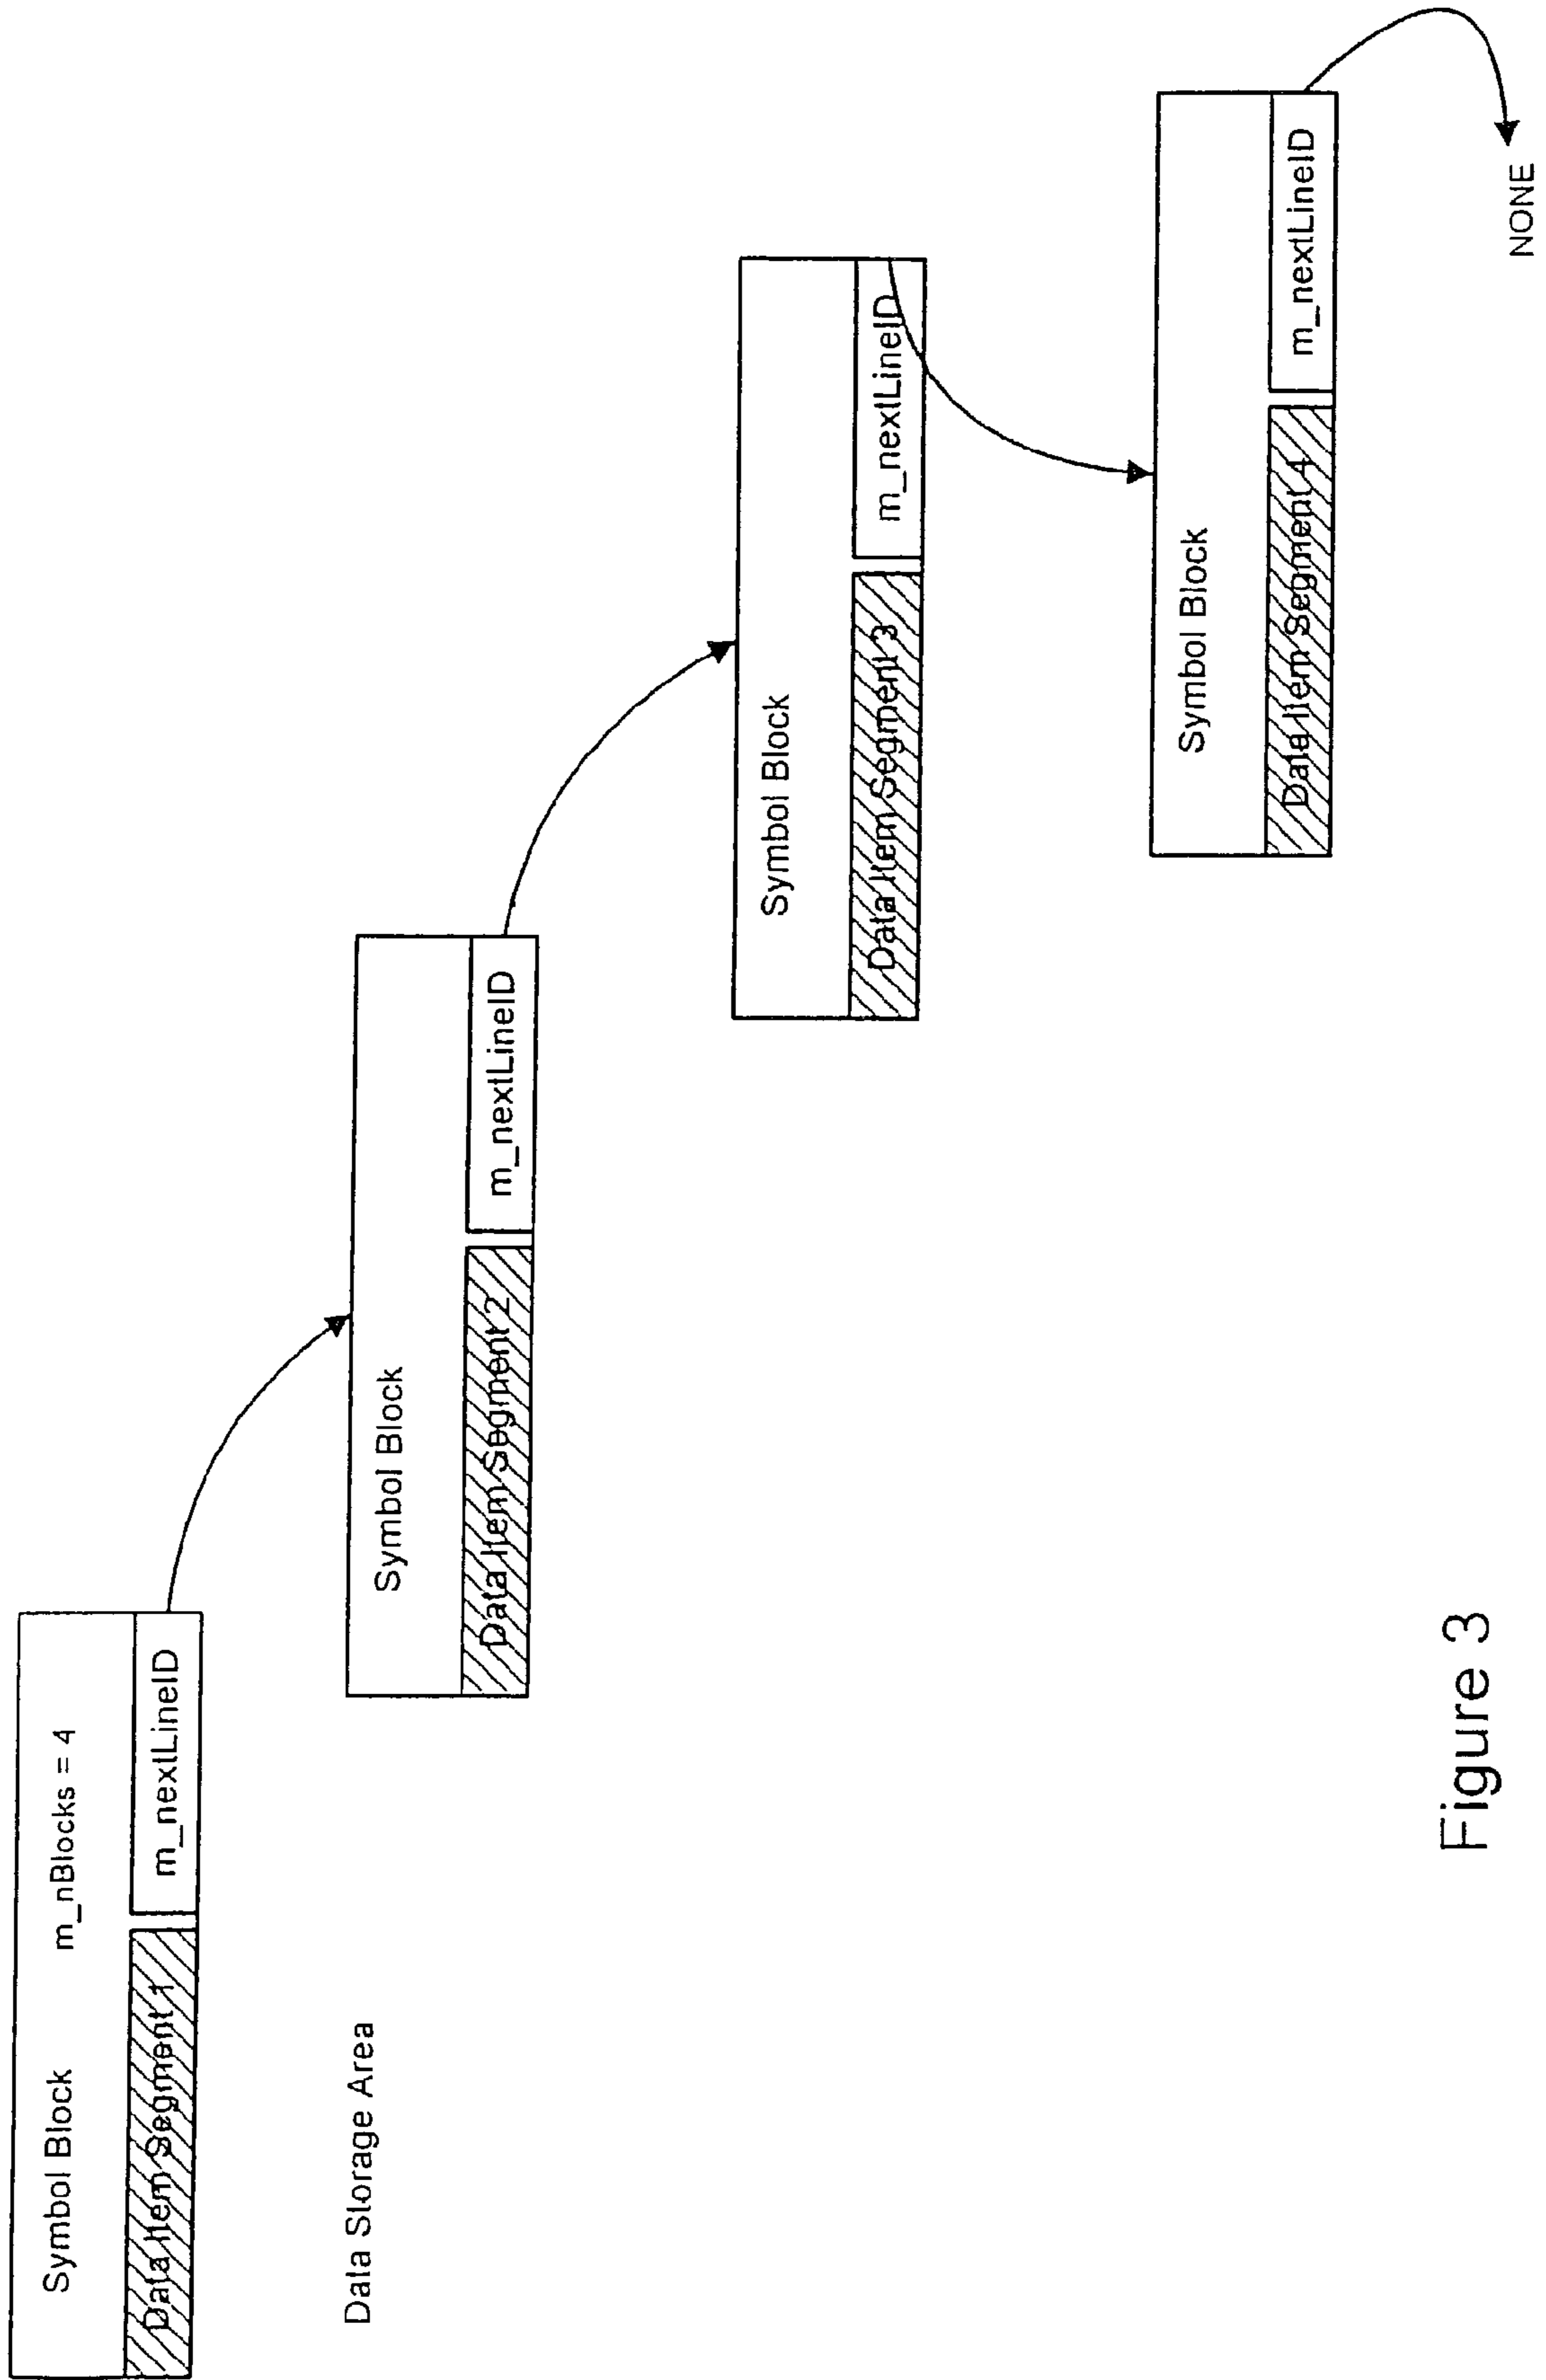 Symbol Block m_nBlocks = 4
Data Item Segment 1 m_nextLineID
Data Storage Area
Symbol Block
Data Item Segment 2 m_nextLineID
Symbol Block
Data Item Segment 3 m_nextLineID
Symbol Block
Data Item Segment 4 m_nextLineID
NONE
Figure 3